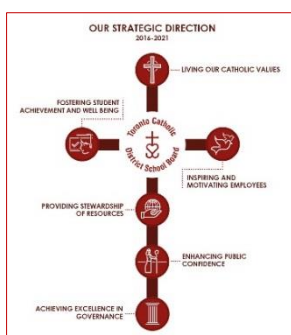 OUR STRATEGIC DIRECTION
2016-2021
LIVING OUR CATHOLIC VALUES
FOSTERING STUDENT
ACHIEVEMENT AND WELL BEING
Toronto Catholic
District School Board
INSPIRING AND
MOTIVATING EMPLOYEES
PROVIDING STEWARDSHIP
OF RESOURCES
ENHANCING PUBLIC
CONFIDENCE
ACHIEVING EXCELLENCE IN
GOVERNANCE